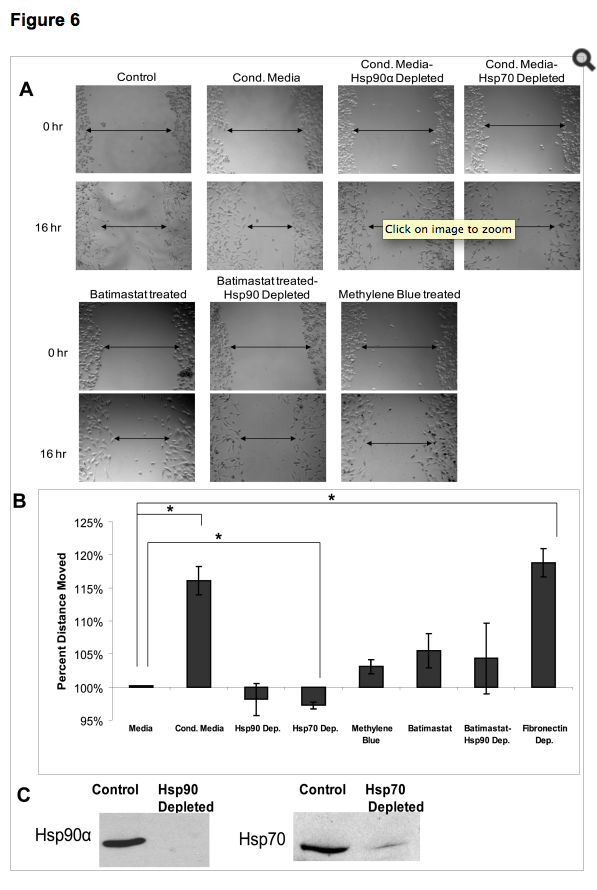 Figure 6
A
Control
Cond. Media
Cond. Media-
Hsp90α Depleted
Cond. Media-
Hsp70 Depleted
0 hr
16 hr
Click on image to zoom
Batimastat treated
Batimastat treated-
Hsp90 Depleted
Methylene Blue treated
0 hr
16 hr
B
Percent Distance Moved
125%
120%
115%
110%
105%
100%
95%
*
*
*
Media
Cond. Media
Hsp90 Dep.
Hsp70 Dep.
Methylene
Blue
Batimastat
Batimastat-
Hsp90 Dep.
Fibronectin
Dep.
C
Control
Hsp90
Depleted
Hsp90α
Control
Hsp70
Depleted
Hsp70